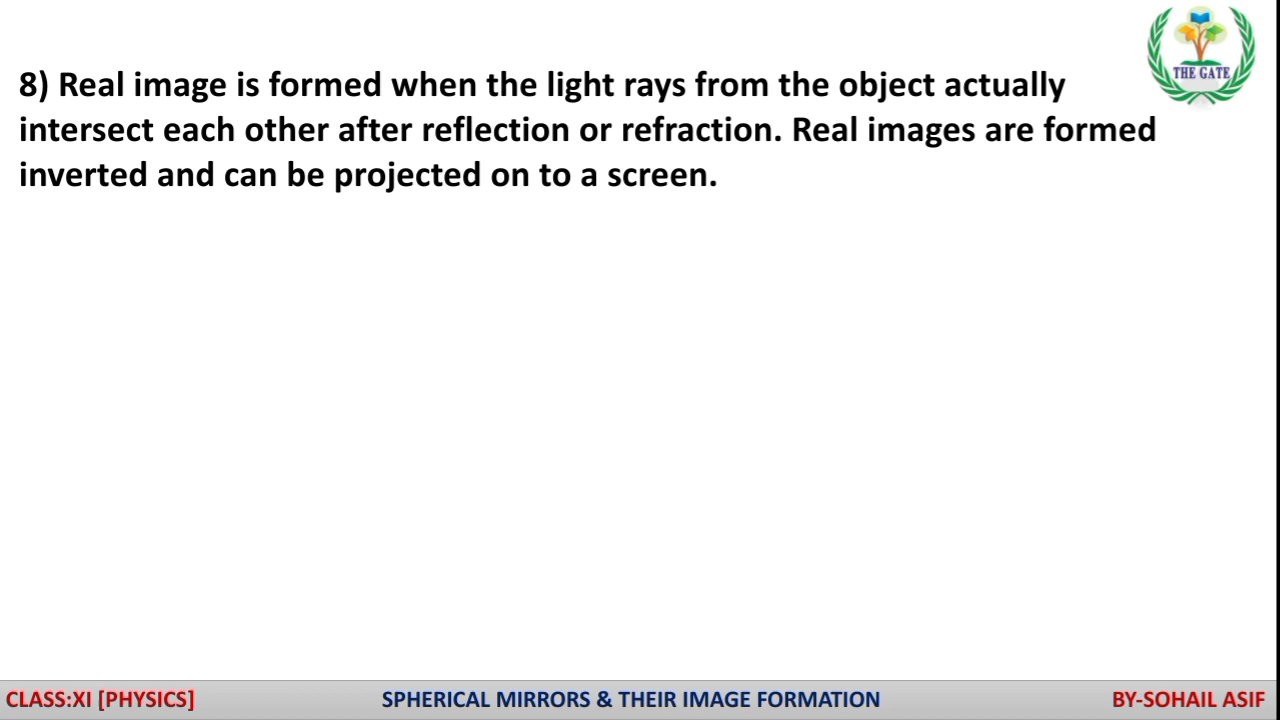 THE GATE
8) Real image is formed when the light rays from the object actually
intersect each other after reflection or refraction. Real images are formed
inverted and can be projected on to a screen.
CLASS:XI [PHYSICS]
SPHERICAL MIRRORS & THEIR IMAGE FORMATION
BY-SOHAIL ASIF